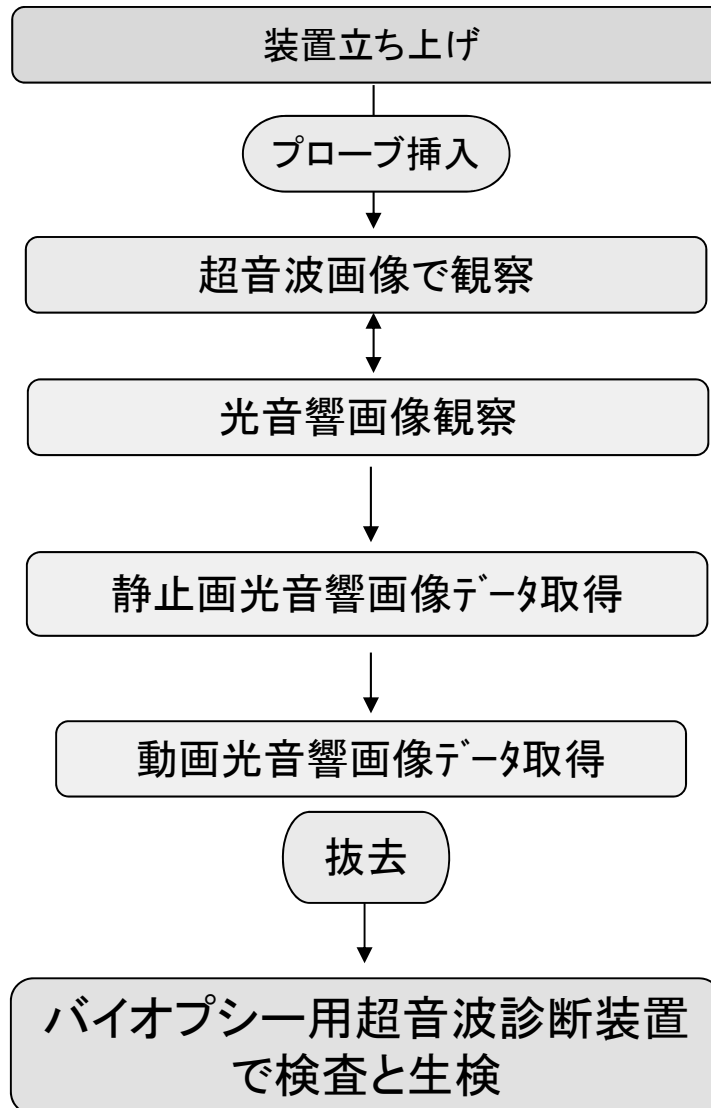 装置立ち上げ
プローブ挿入
超音波画像で観察
光音響画像観察
静止画光音響画像ﾃﾞｰﾀ取得
動画光音響画像ﾃﾞｰﾀ取得
抜去
バイオプシー用超音波診断装置
で検査と生検